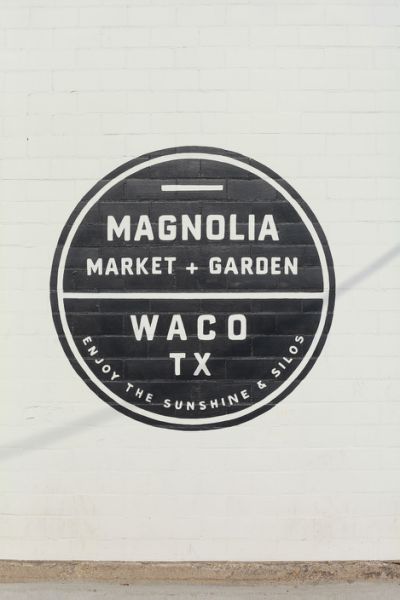 MAGNOLIA
MARKET + GARDEN
WACO
TX
ENJOY THE SUNSHINE & SILOS